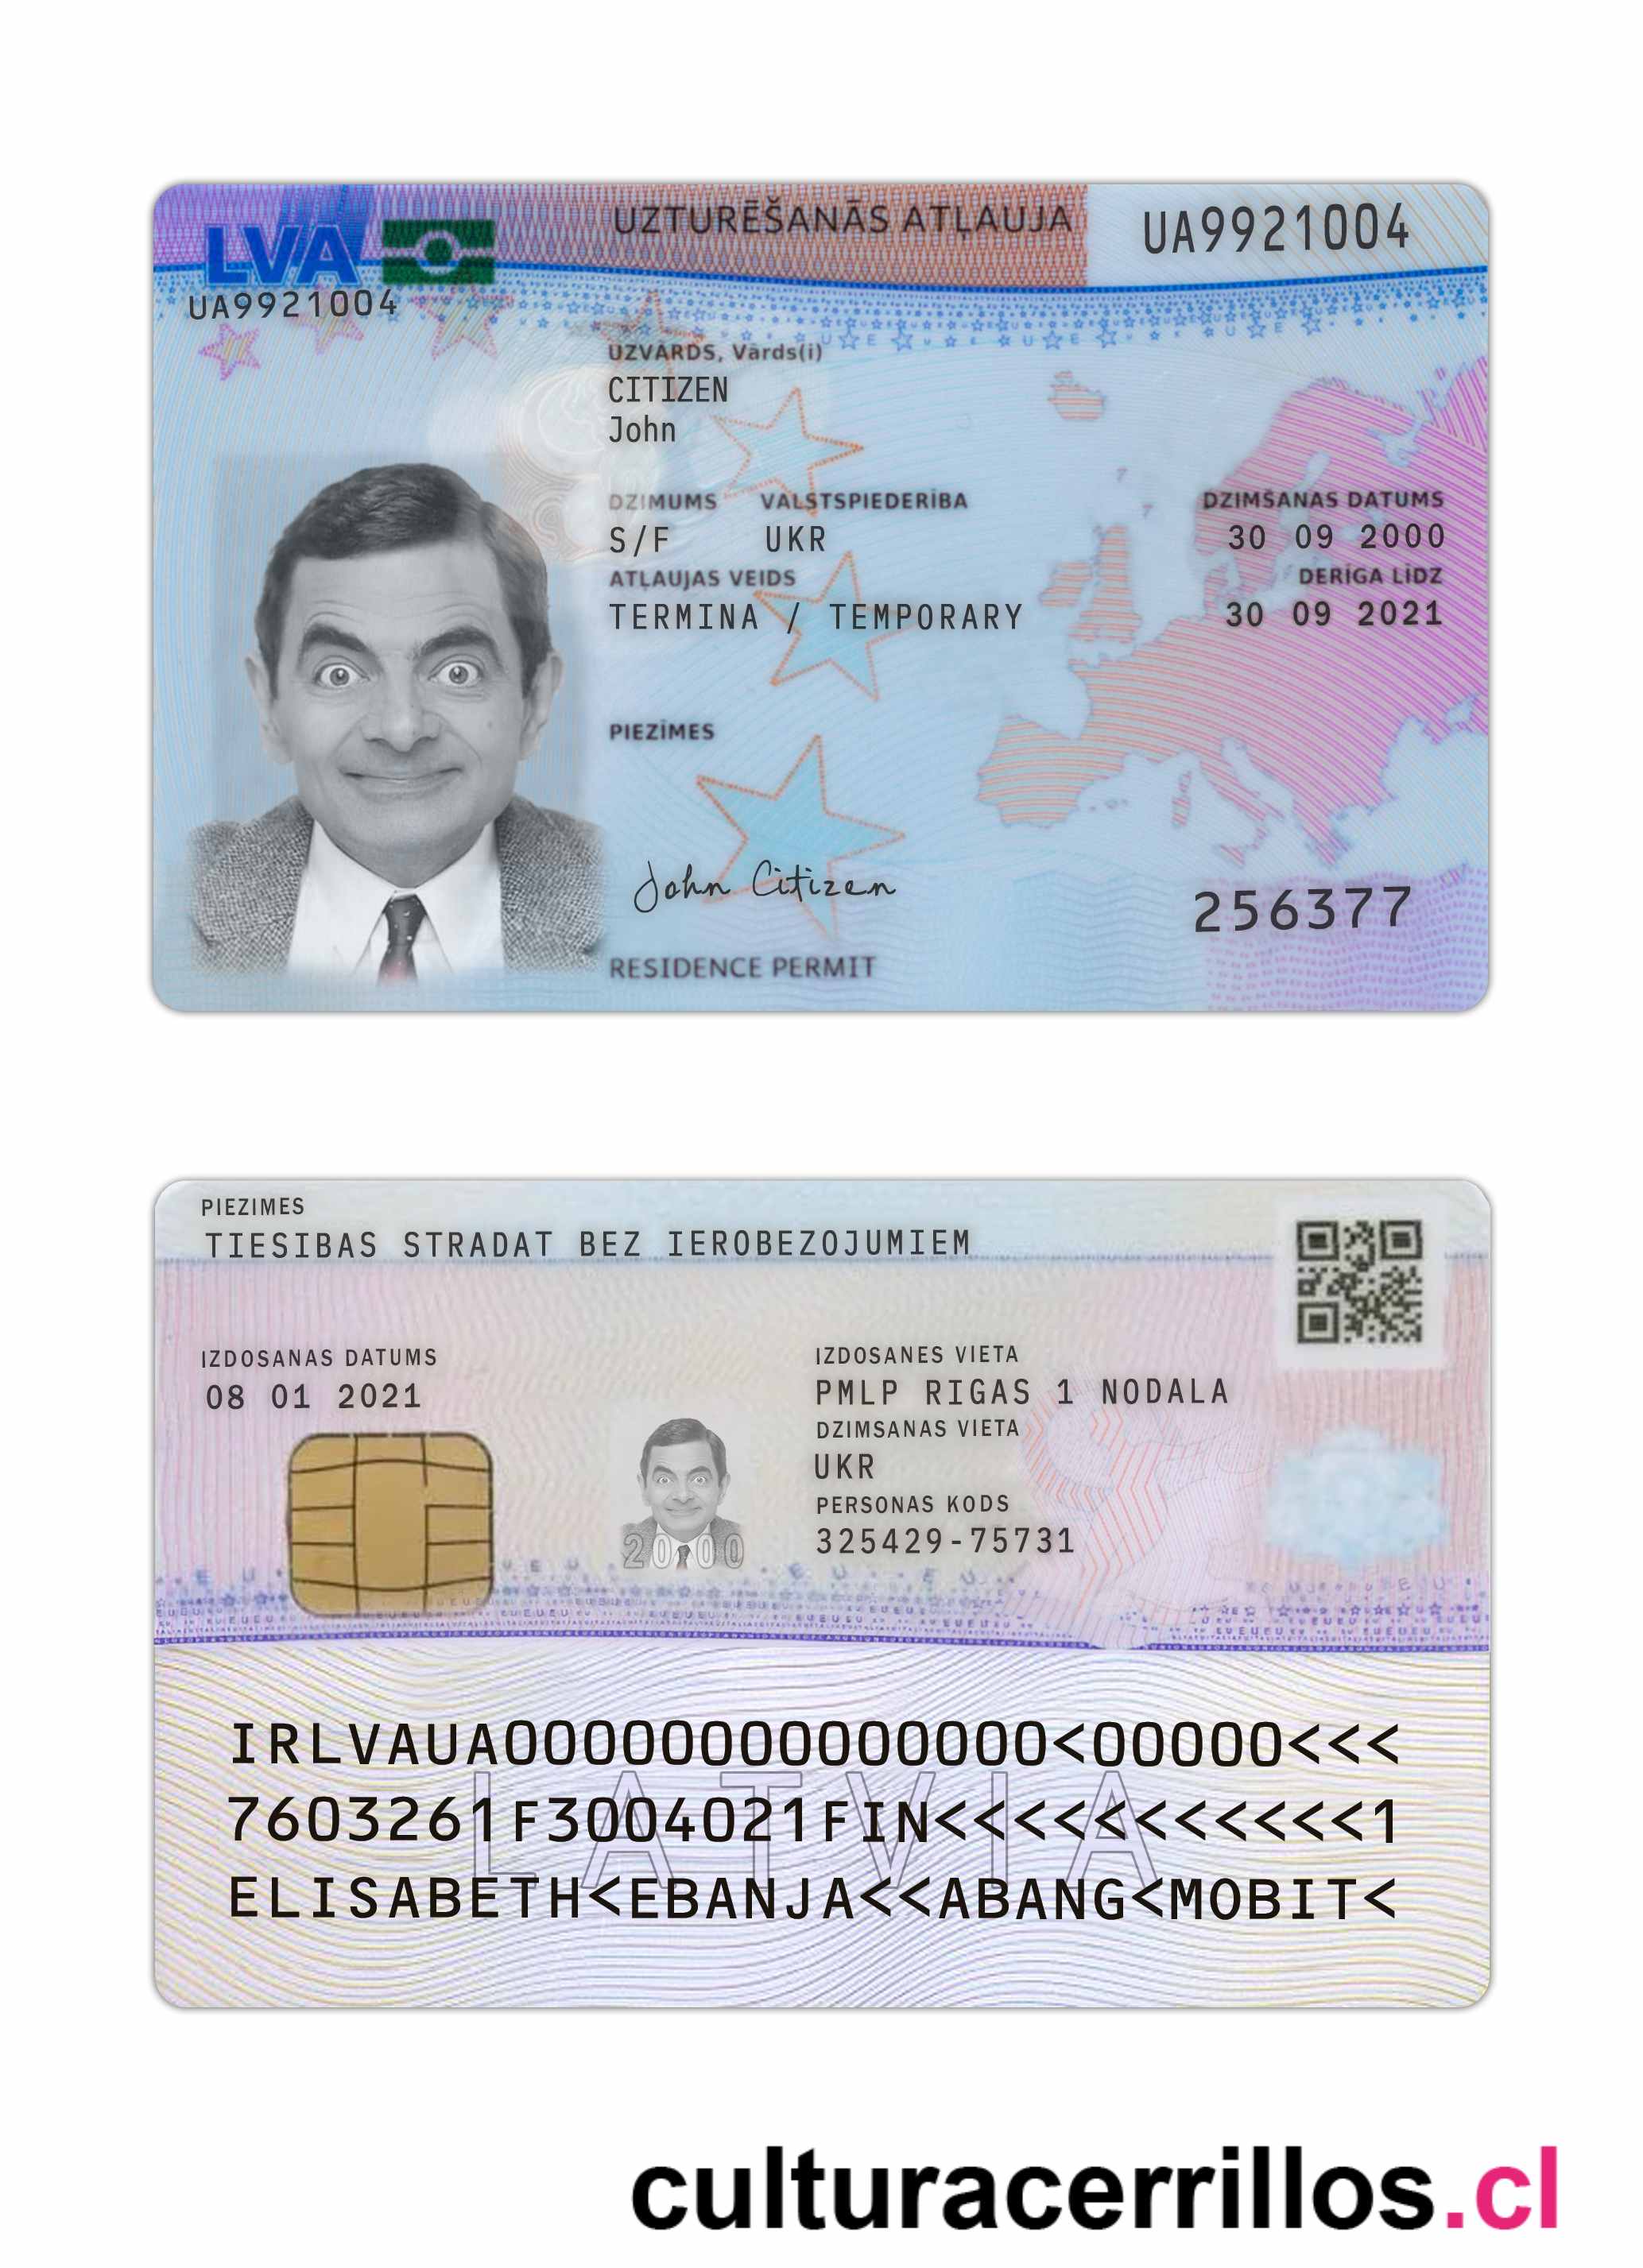 LVA
UZTURĒŠANĀS ATĻAUJA
UA9921004
UA9921004
UZVĀRDS, Vārds(i)
CITIZEN
John
DZIMUMS VALSTSPIEDERĪBA DZIMŠANAS DATUMS
S/F UKR 30 09 2000
ATĻAUJAS VEIDS DERĪGA LĪDZ
TERMINA / TEMPORARY 30 09 2021
PIEZĪMES
John Citizen
256377
RESIDENCE PERMIT
PIEZIMES
TIESIBAS STRADAT BEZ IEROBEZOJUMIEM
IZDOSANAS DATUMS
08 01 2021
IZDOSANES VIETA
PMLP RIGAS 1 NODALA
DZIMSANAS VIETA
UKR
PERSONAS KODS
325429-75731
2000
IRLVAUA00000000000000<00000<<<
7603261F3004021FIN<<<<<<<<<<<1
ELISABETH<EBANJA<<ABANG<MOBIT<
LATVIA
culturacerrillos.cl